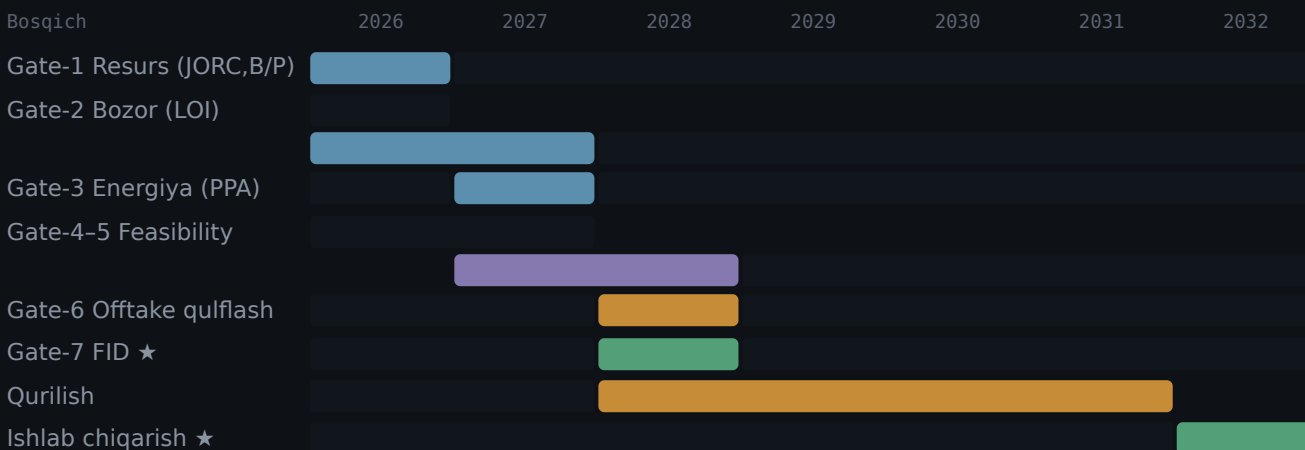 Bosqich 2026 2027 2028 2029 2030 2031 2032
Gate-1 Resurs (JORC,B/P)
Gate-2 Bozor (LOI)
Gate-3 Energiya (PPA)
Gate-4–5 Feasibility
Gate-6 Offtake qulflash
Gate-7 FID ★
Qurilish
Ishlab chiqarish ★